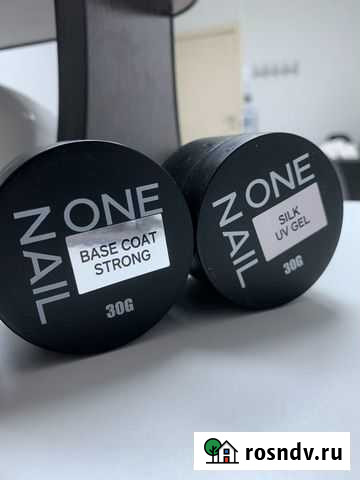 ONE
NAIL
BASE COAT
STRONG
30G
ONE
NAIL
SILK
UV GEL
30G
rosndv.ru